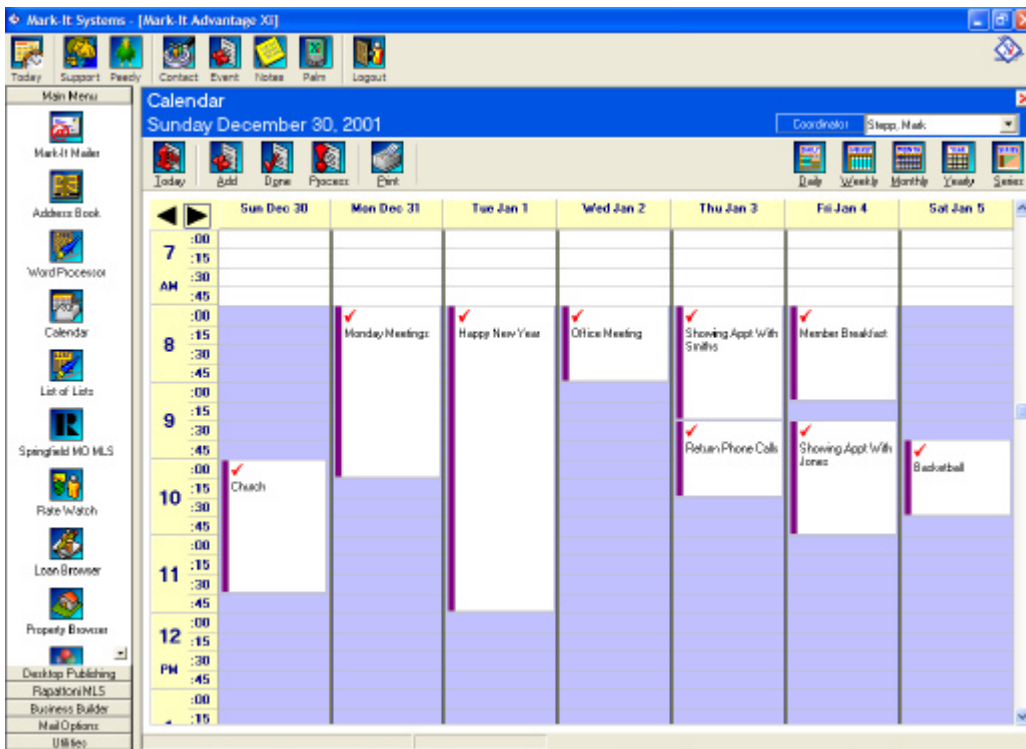 Mark-It Systems - [Mark-It Advantage XI]
Today Support Peedy Contact Event Notes Palm Logout
Main Menu
Mark-It Mailer
Address Book
Word Processor
Calendar
List of Lists
Springfield MO MLS
Rate Watch
Loan Browser
Property Browser
Desktop Publishing
Rapattoni MLS
Business Builder
Mail Options
Utilities
Calendar
Sunday December 30, 2001
Coordinator Stepp, Mark
Today Add Done Process Print
Daily Weekly Monthly Yearly Series
Sun Dec 30 Mon Dec 31 Tue Jan 1 Wed Jan 2 Thu Jan 3 Fri Jan 4 Sat Jan 5
7 AM
:00
:15
:30
:45
8
:00
:15
:30
:45
9
:00
:15
:30
:45
10
:00
:15
:30
:45
11
:00
:15
:30
:45
12 PM
:00
:15
:30
:45
:00
:15
Church
Monday Meetings
Happy New Year
Office Meeting
Showing Appt With
Smiths
Return Phone Calls
Member Breakfast
Showing Appt With
Jones
Basketball